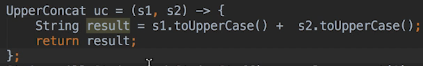 UpperConcat uc = (s1, s2) -> {
    String result = s1.toUpperCase() +  s2.toUpperCase();
    return result;
};